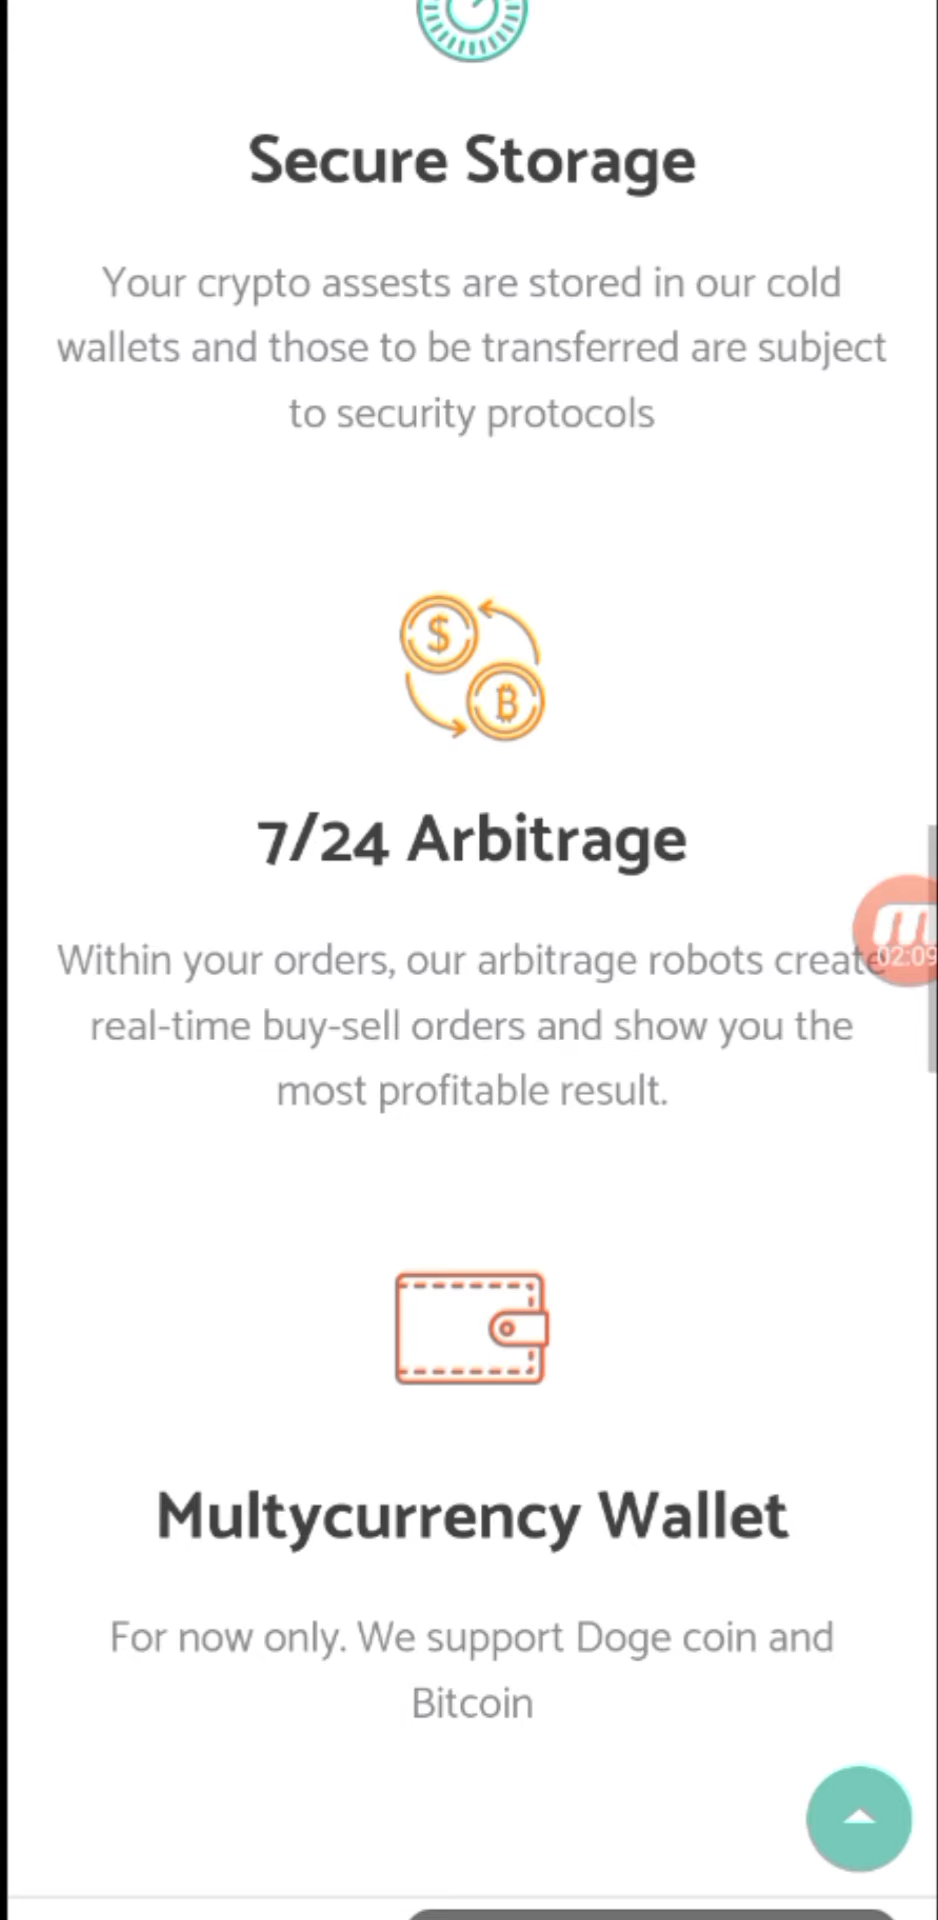 Secure Storage
Your crypto assests are stored in our cold
wallets and those to be transferred are subject
to security protocols
$
B
7/24 Arbitrage
Within your orders, our arbitrage robots create
02:09
real-time buy-sell orders and show you the
most profitable result.
Multycurrency Wallet
For now only. We support Doge coin and
Bitcoin